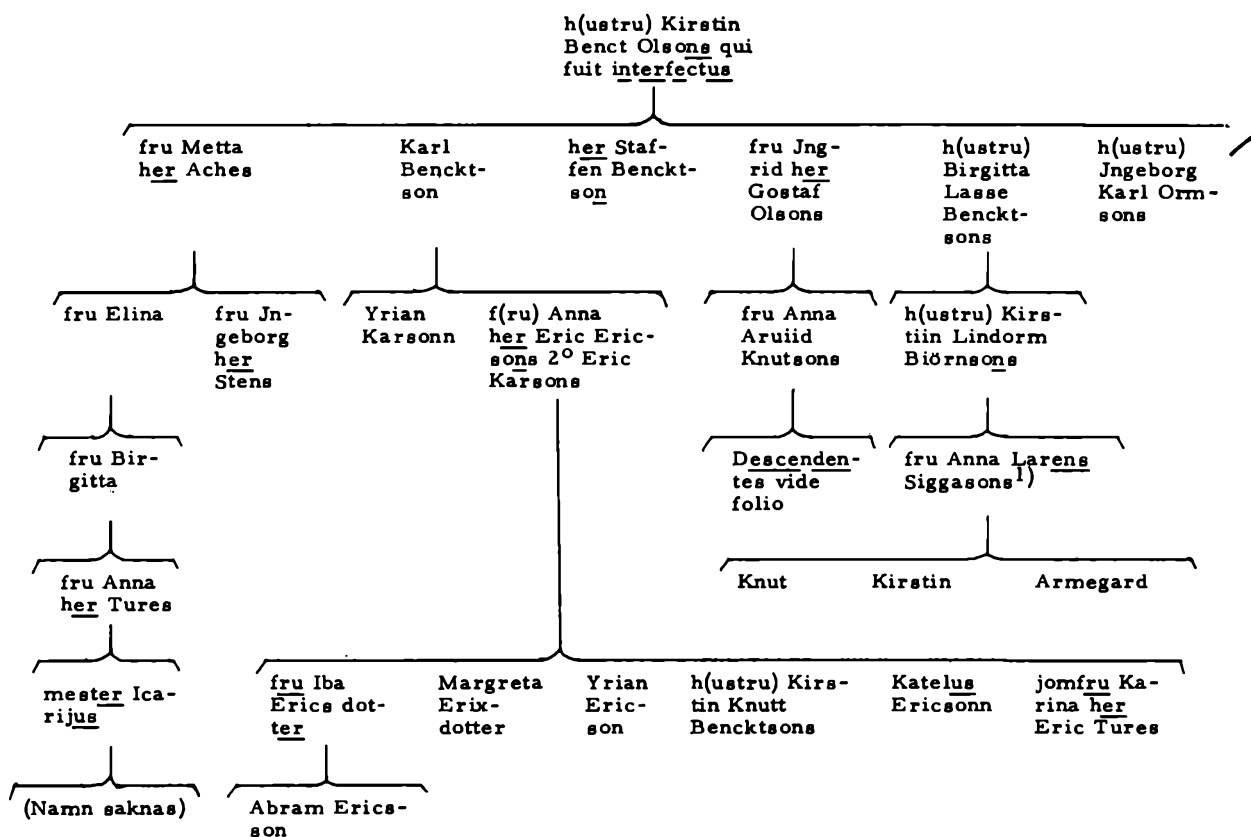 h(ustru) Kirstin
Benct Olsons qui
fuit interfectus
fru Metta
her Aches
Karl
Benckt-
son
her Staf-
fen Benckt-
son
fru Jng-
rid her
Gostaf
Olsons
h(ustru)
Birgitta
Lasse
Benckt-
sons
h(ustru)
Jngeborg
Karl Orm-
sons
fru Elina
fru Jn-
geborg
her
Stens
Yrian
Karsonn
f(ru) Anna
her Eric Eric-
sons 2º Eric
Karsons
fru Anna
Aruiid
Knutsons
h(ustru) Kirs-
tiin Lindorm
Biörnsons
fru Bir-
gitta
Descenden-
tes vide
folio
fru Anna Larens
Siggasons1)
fru Anna
her Tures
Knut
Kirstin
Armegard
mester Ica-
rijus
fru Iba
Erics dot-
ter
Margreta
Erix-
dotter
Yrian
Eric-
son
h(ustru) Kirs-
tin Knutt
Bencktsons
Katelus
Ericsonn
jomfru Ka-
rina her
Eric Tures
(Namn saknas)
Abram Erics-
son